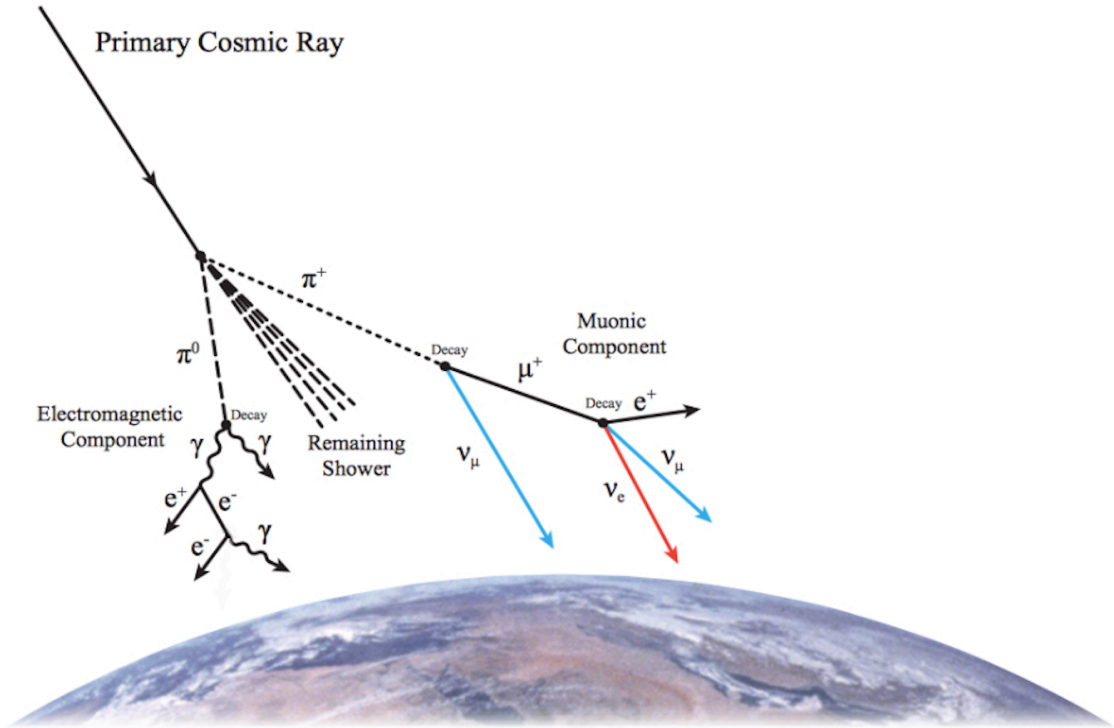 Primary Cosmic Ray
π⁺
π⁰
Decay
μ⁺
Muonic
Component
Decay
e⁺
Electromagnetic
Component
Decay
γ
γ
Remaining
Shower
ν_μ
ν_e
ν_μ
e⁺
e⁻
e⁻
γ